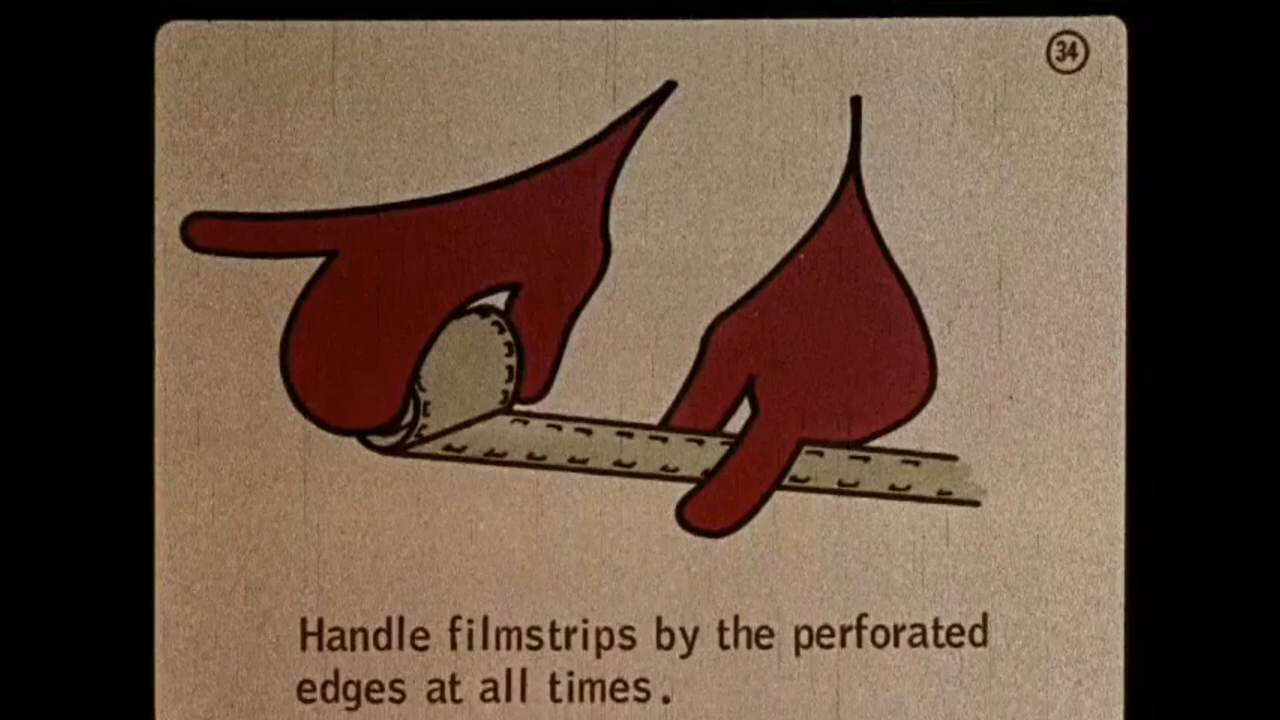 34
Handle filmstrips by the perforated
edges at all times.